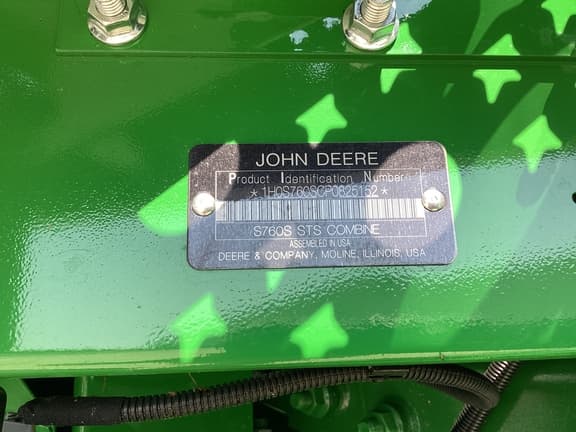 JOHN DEERE
Product Identification Number
*1H0S760SCP0825152*
S760S STS COMBINE
ASSEMBLED IN USA
DEERE & COMPANY, MOLINE, ILLINOIS, USA